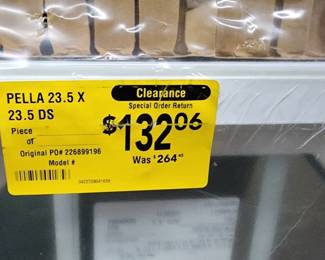 PELLA 23.5 X
23.5 DS
Piece
of
Original PO# 226899196
Model #
Clearance
Special Order Return
$132.06
Was $264